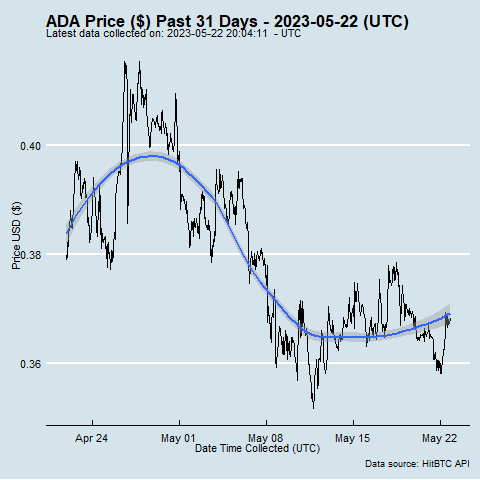 ADA Price ($) Past 31 Days - 2023-05-22 (UTC)
Latest data collected on: 2023-05-22 20:04:11 - UTC
Price USD ($)
0.40
0.38
0.36
Apr 24 May 01 May 08 May 15 May 22
Date Time Collected (UTC)
Data source: HitBTC API